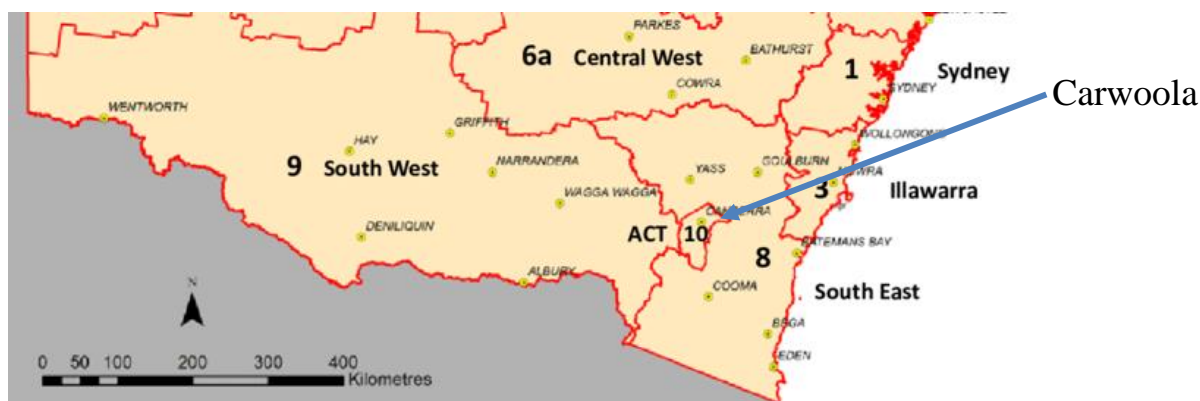 PARKES
6a Central West
BATHURST
1
Sydney
COWRA
SYDNEY
Carwoola
WENTWORTH
GRIFFITH
WOLLONGONG
HAY
9 South West
NARRANDERA
YASS
GOULBURN
3
Illawarra
WAGGA WAGGA
DENILIQUIN
ACT 10
8
BATEMANS BAY
ALBURY
COOMA
South East
N
BEGA
EDEN
0 50 100 200 300 400
Kilometres